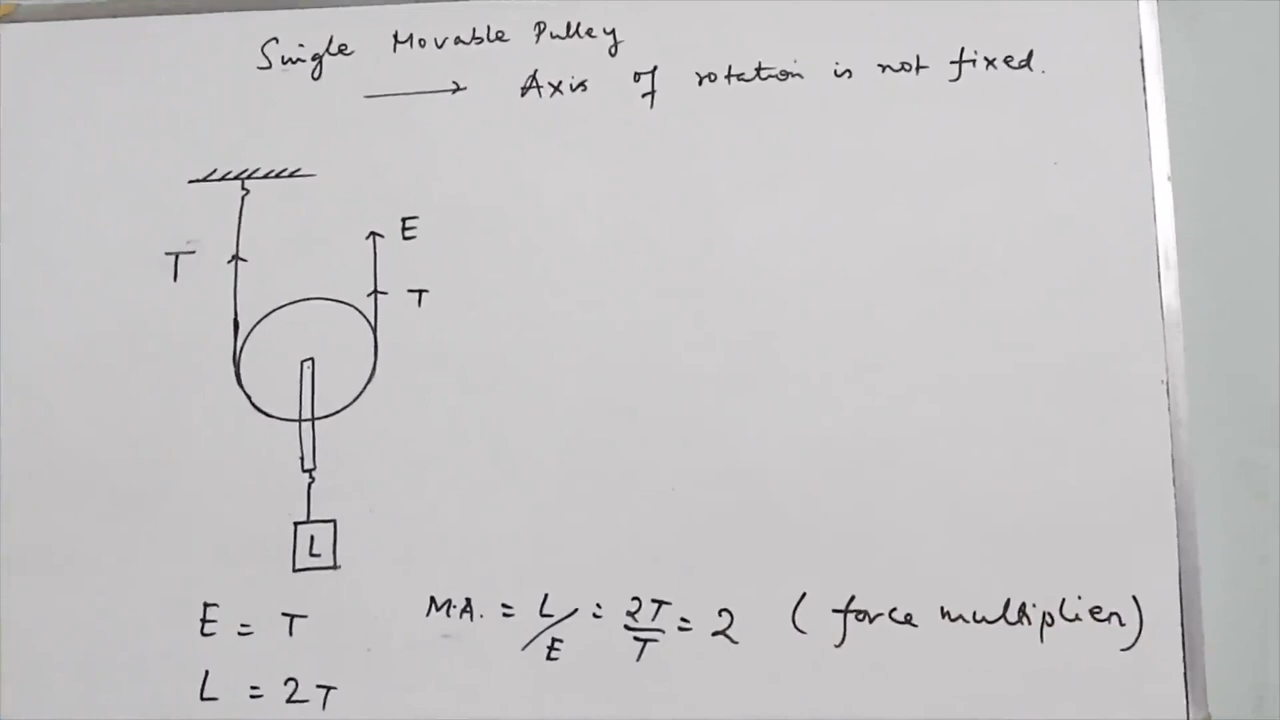 Single Movable Pulley
→ Axis of rotation is not fixed.
E
T
T
L
E = T
M.A. = L/E = 2T/T = 2 (force multiplier)
L = 2T